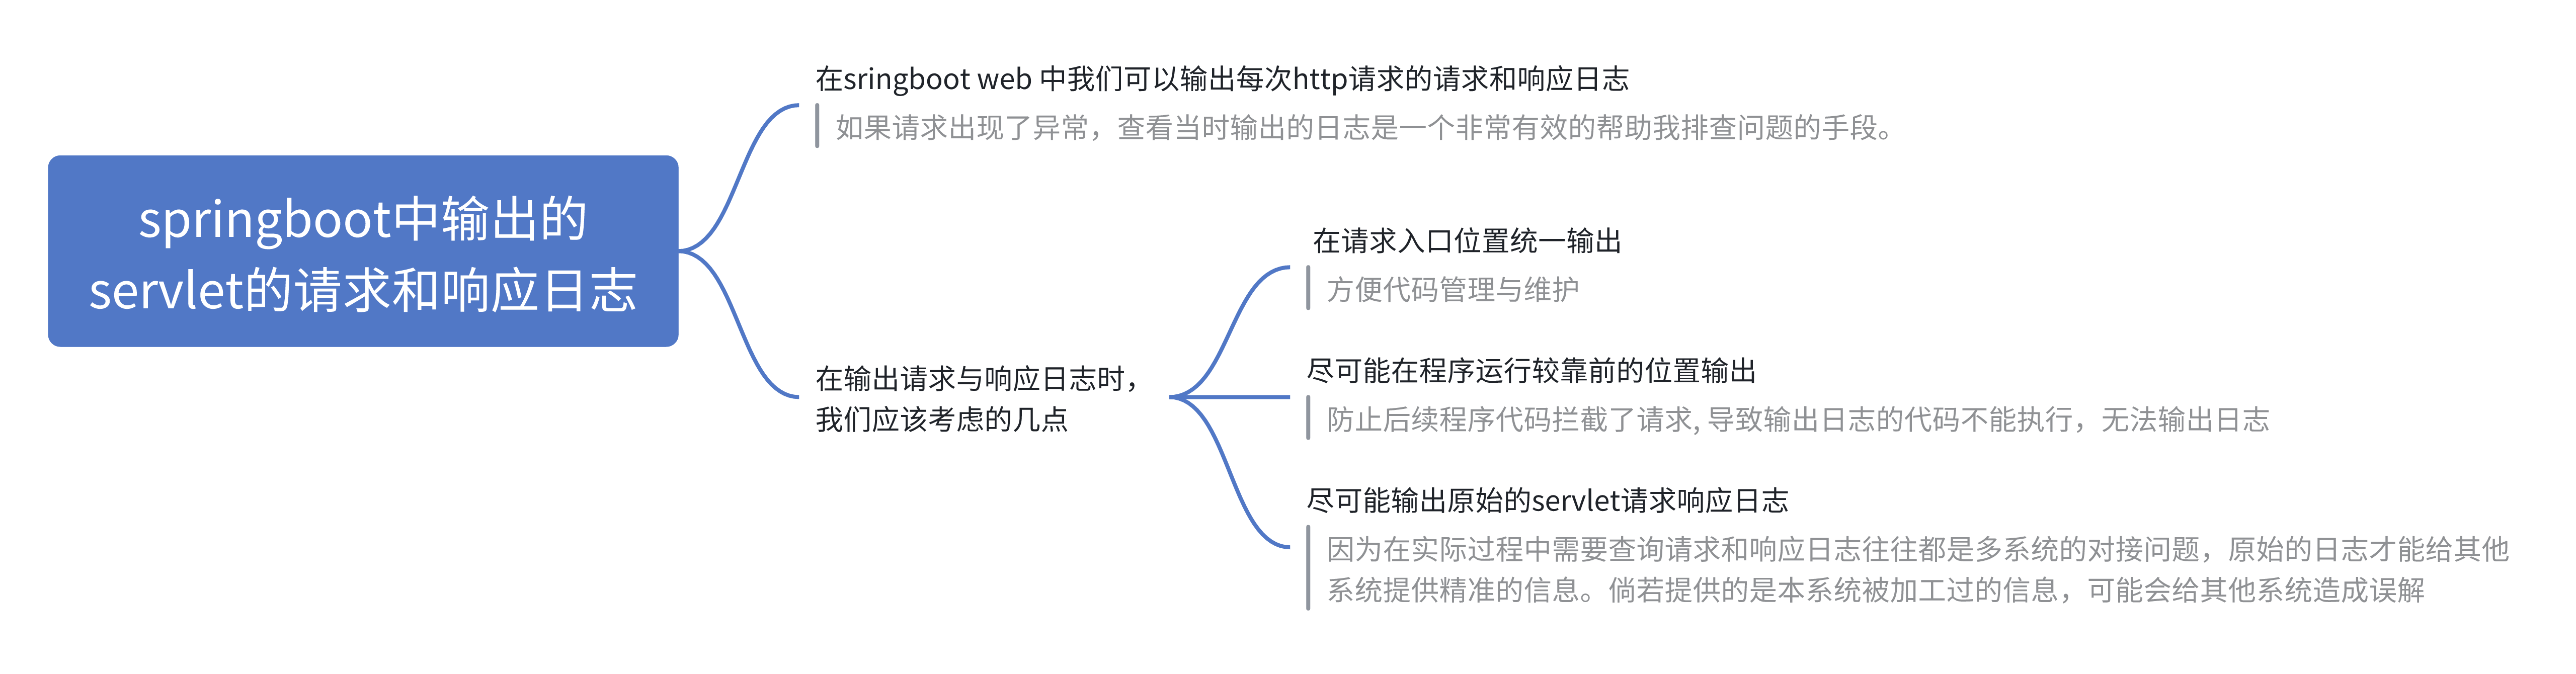 springboot中输出的
servlet的请求和响应日志
在sringboot web 中我们可以输出每次http请求的请求和响应日志
如果请求出现了异常，查看当时输出的日志是一个非常有效的帮助我排查问题的手段。
在输出请求与响应日志时，
我们应该考虑的几点
在请求入口位置统一输出
方便代码管理与维护
尽可能在程序运行较靠前的位置输出
防止后续程序代码拦截了请求, 导致输出日志的代码不能执行，无法输出日志
尽可能输出原始的servlet请求响应日志
因为在实际过程中需要查询请求和响应日志往往都是多系统的对接问题，原始的日志才能给其他
系统提供精准的信息。倘若提供的是本系统被加工过的信息，可能会给其他系统造成误解